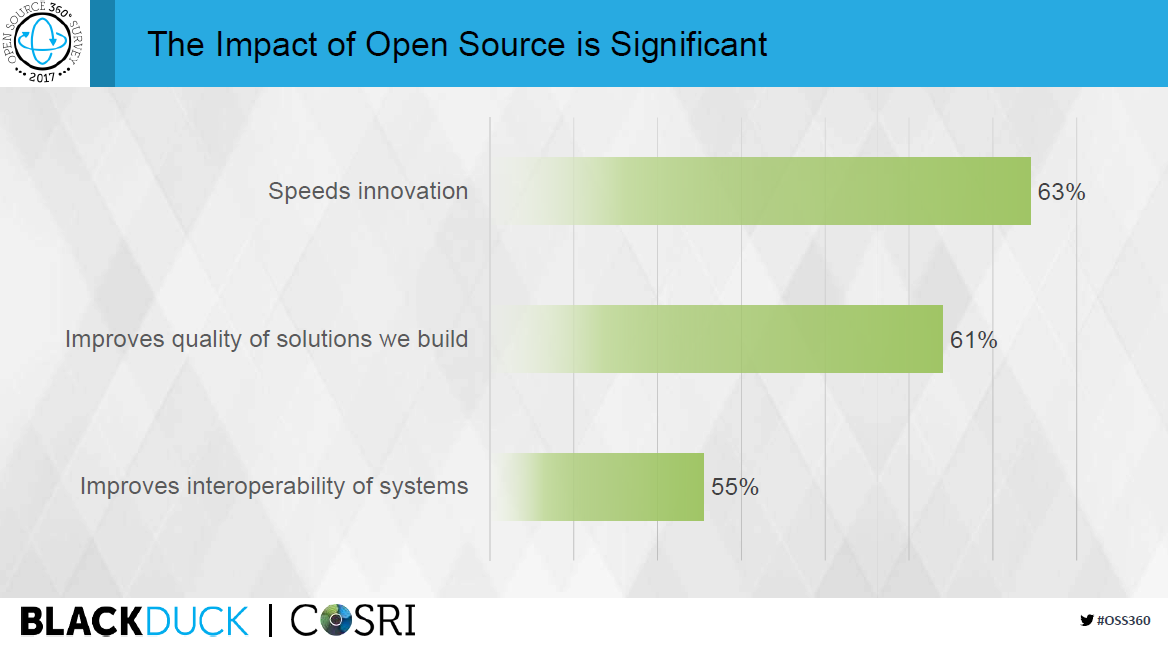 OPEN SOURCE 360° SURVEY
2017
The Impact of Open Source is Significant
Speeds innovation
63%
Improves quality of solutions we build
61%
Improves interoperability of systems
55%
BLACKDUCK | COSRI
#OSS360